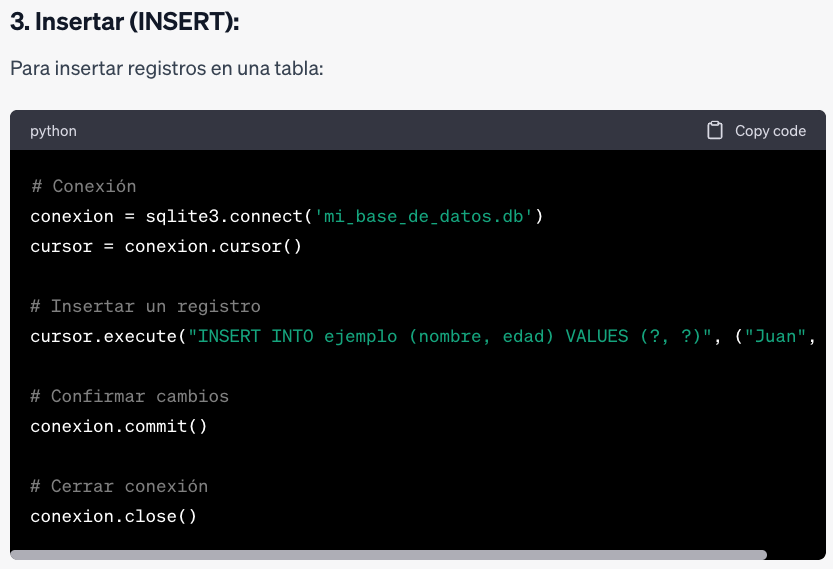 3. Insertar (INSERT):
Para insertar registros en una tabla:
python
Copy code
# Conexión
conexion = sqlite3.connect('mi_base_de_datos.db')
cursor = conexion.cursor()
# Insertar un registro
cursor.execute("INSERT INTO ejemplo (nombre, edad) VALUES (?, ?)", ("Juan",
# Confirmar cambios
conexion.commit()
# Cerrar conexión
conexion.close()